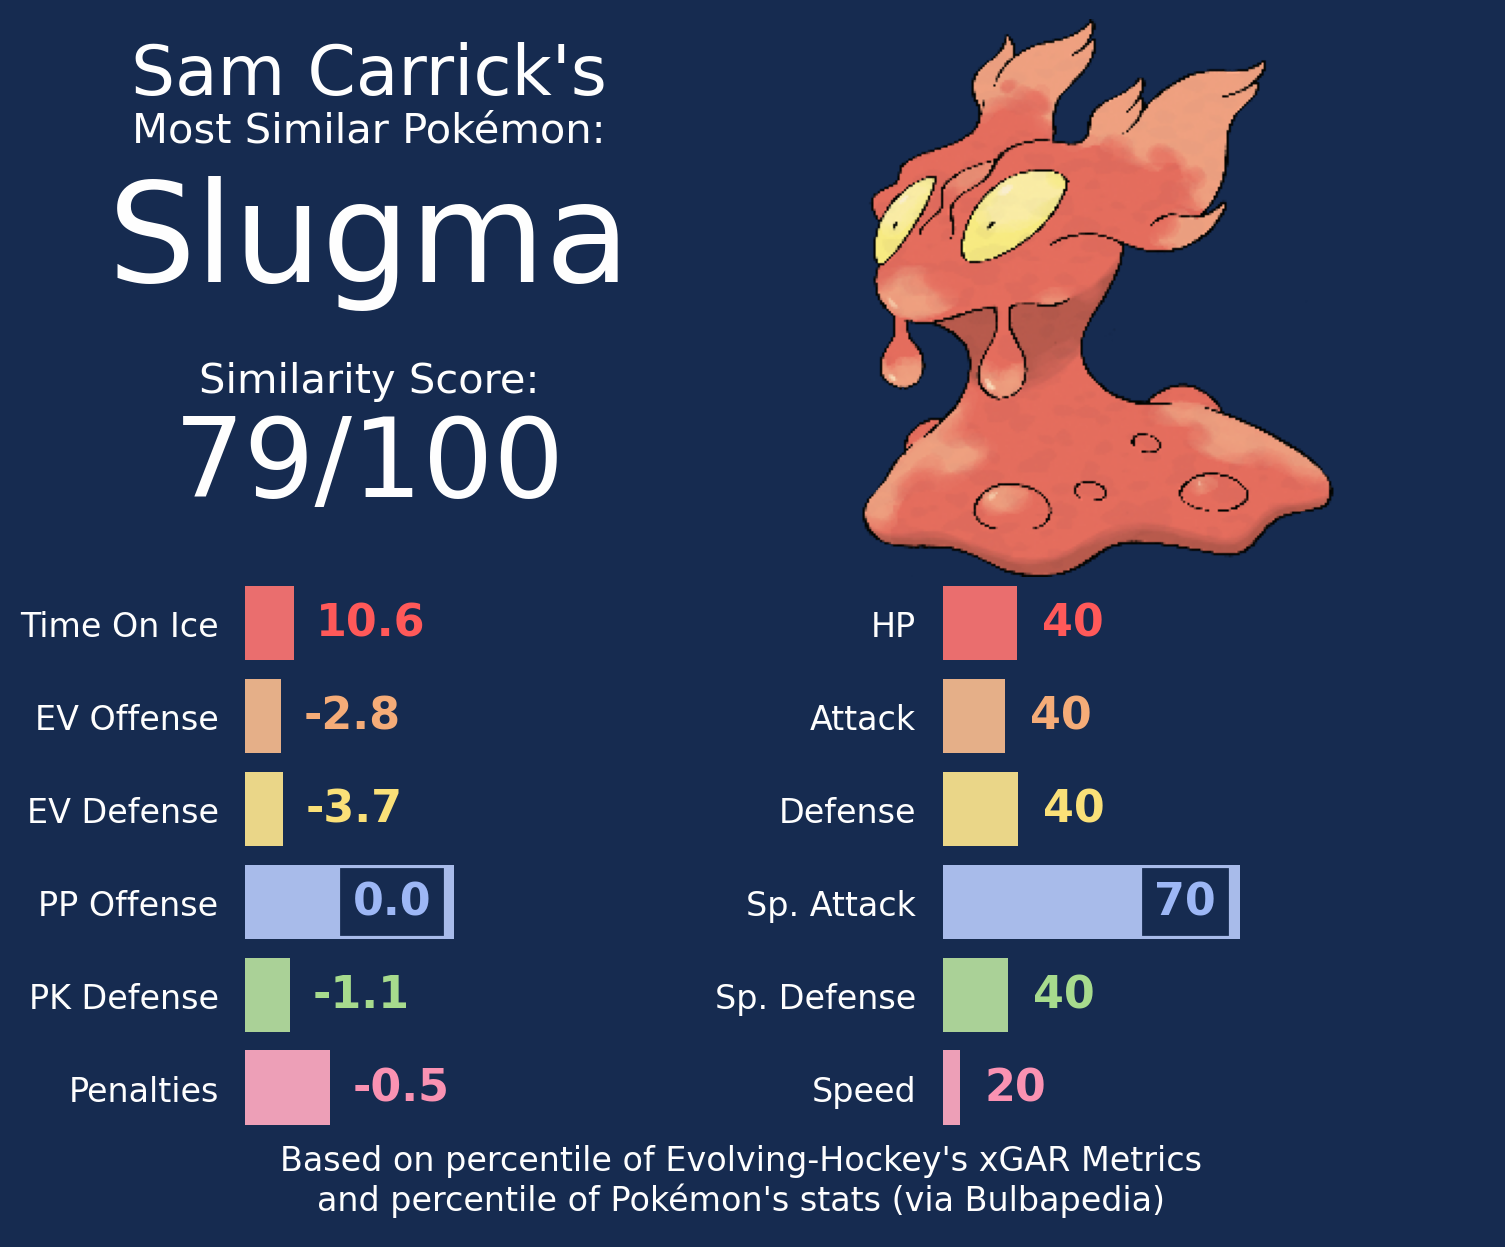 Sam Carrick's
Most Similar Pokémon:
Slugma
Similarity Score:
79/100
Time On Ice 10.6
EV Offense -2.8
EV Defense -3.7
PP Offense 0.0
PK Defense -1.1
Penalties -0.5
HP 40
Attack 40
Defense 40
Sp. Attack 70
Sp. Defense 40
Speed 20
Based on percentile of Evolving-Hockey's xGAR Metrics
and percentile of Pokémon's stats (via Bulbapedia)